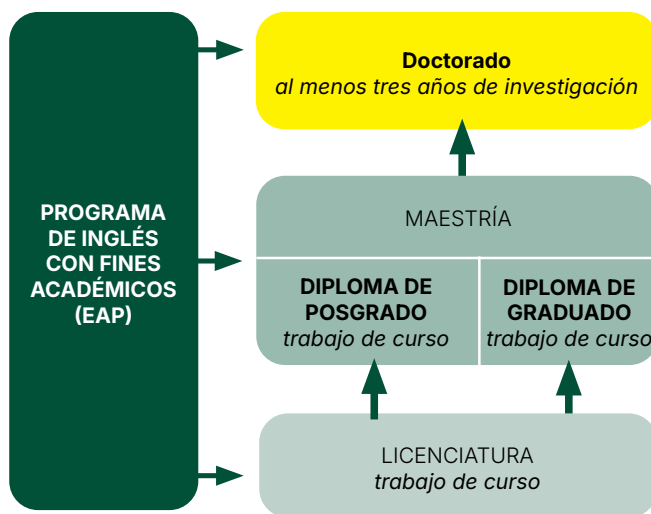 PROGRAMA
DE INGLÉS
CON FINES
ACADÉMICOS
(EAP)
Doctorado
al menos tres años de investigación
MAESTRÍA
DIPLOMA DE
POSGRADO
trabajo de curso
DIPLOMA DE
GRADUADO
trabajo de curso
LICENCIATURA
trabajo de curso